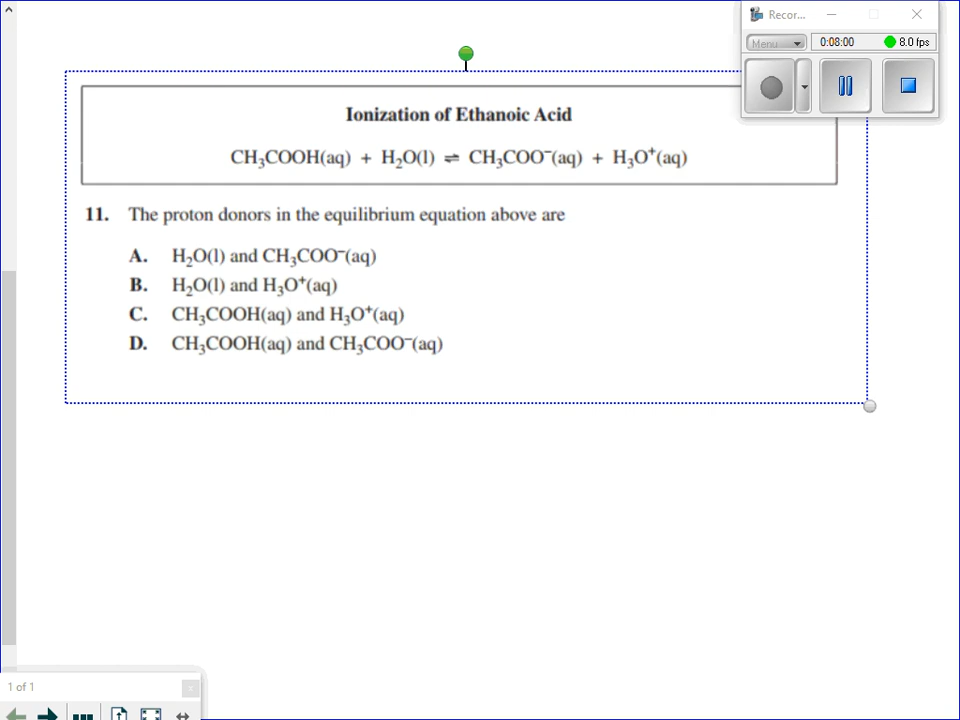 Recor...
Menu
0:08:00
8.0 fps
Ionization of Ethanoic Acid
CH₃COOH(aq) + H₂O(l) ⇌ CH₃COO⁻(aq) + H₃O⁺(aq)
11. The proton donors in the equilibrium equation above are
A. H₂O(l) and CH₃COO⁻(aq)
B. H₂O(l) and H₃O⁺(aq)
C. CH₃COOH(aq) and H₃O⁺(aq)
D. CH₃COOH(aq) and CH₃COO⁻(aq)
1 of 1